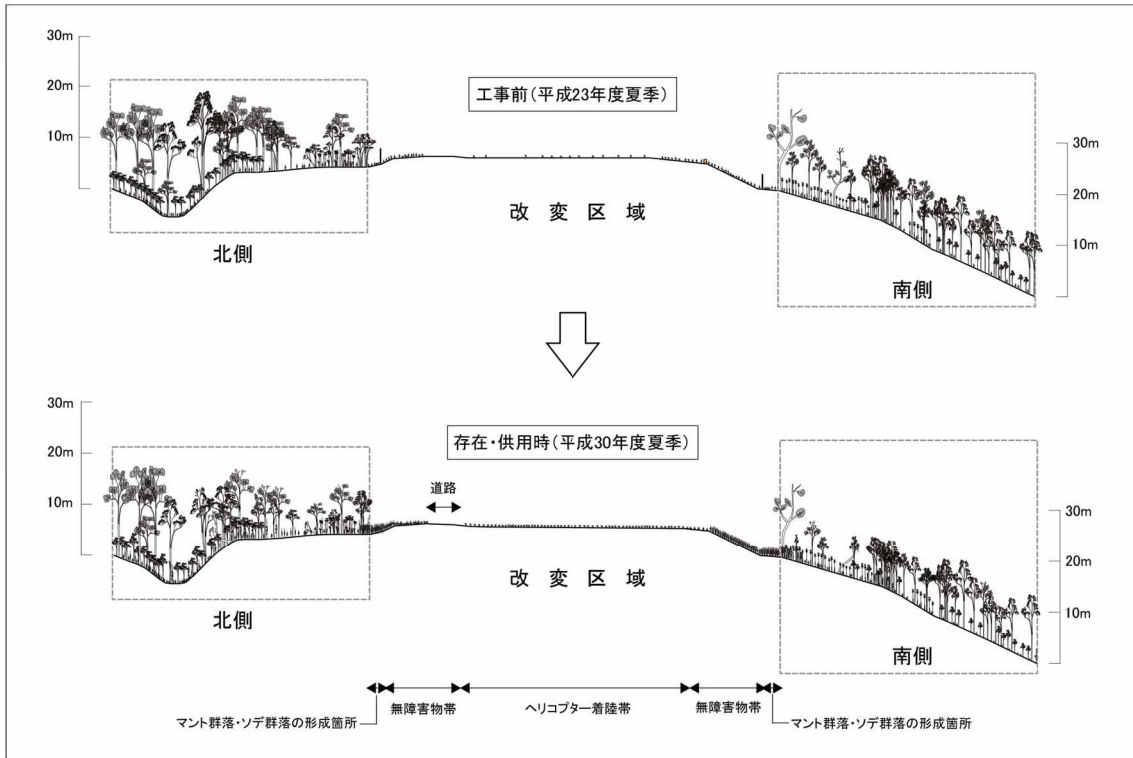 30m
20m
10m
工事前(平成23年度夏季)
30m
20m
10m
改変区域
北側
南側
30m
20m
10m
存在・供用時(平成30年度夏季)
道路
30m
20m
10m
改変区域
北側
南側
マント群落・ソデ群落の形成箇所
無障害物帯
ヘリコプター着陸帯
無障害物帯
マント群落・ソデ群落の形成箇所